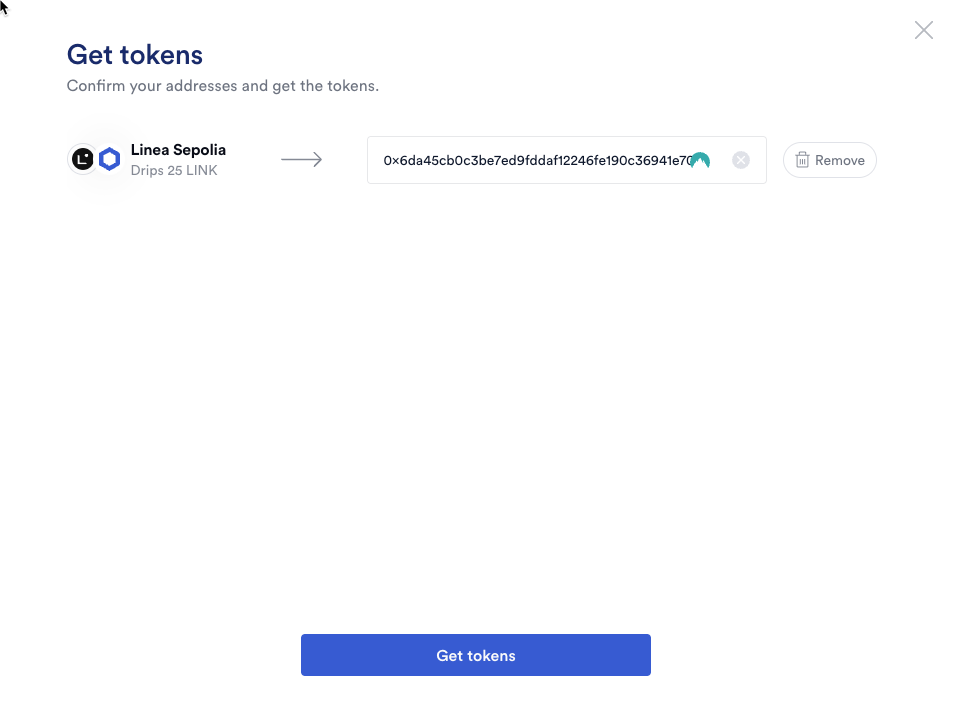 Get tokens
Confirm your addresses and get the tokens.
Linea Sepolia
Drips 25 LINK
0x6da45cb0c3be7ed9fddaf12246fe190c36941e70
Remove
Get tokens